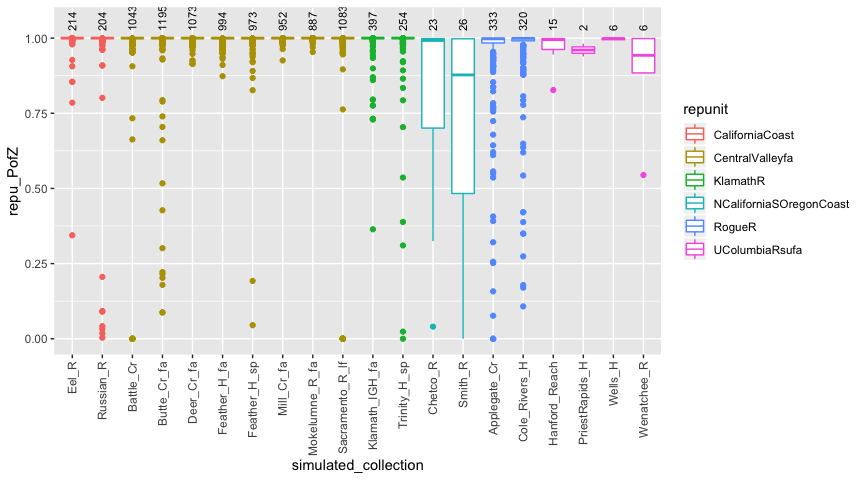 214 204 1043 1195 1073 994 973 952 887 1083 397 254 23 26 333 320 15 2 6 6
1.00
0.75
0.50
0.25
0.00
repu_PofZ
Eel_R
Russian_R
Battle_Cr
Butte_Cr_fa
Deer_Cr_fa
Feather_H_fa
Feather_H_sp
Mill_Cr_fa
Mokelumne_R_fa
Sacramento_R_lf
Klamath_IGH_fa
Trinity_H_sp
Chetco_R
Smith_R
Applegate_Cr
Cole_Rivers_H
Hanford_Reach
PriestRapids_H
Wells_H
Wenatchee_R
simulated_collection
repunit
CaliforniaCoast
CentralValleyfa
KlamathR
NCaliforniaSOregonCoast
RogueR
UColumbiaRsufa